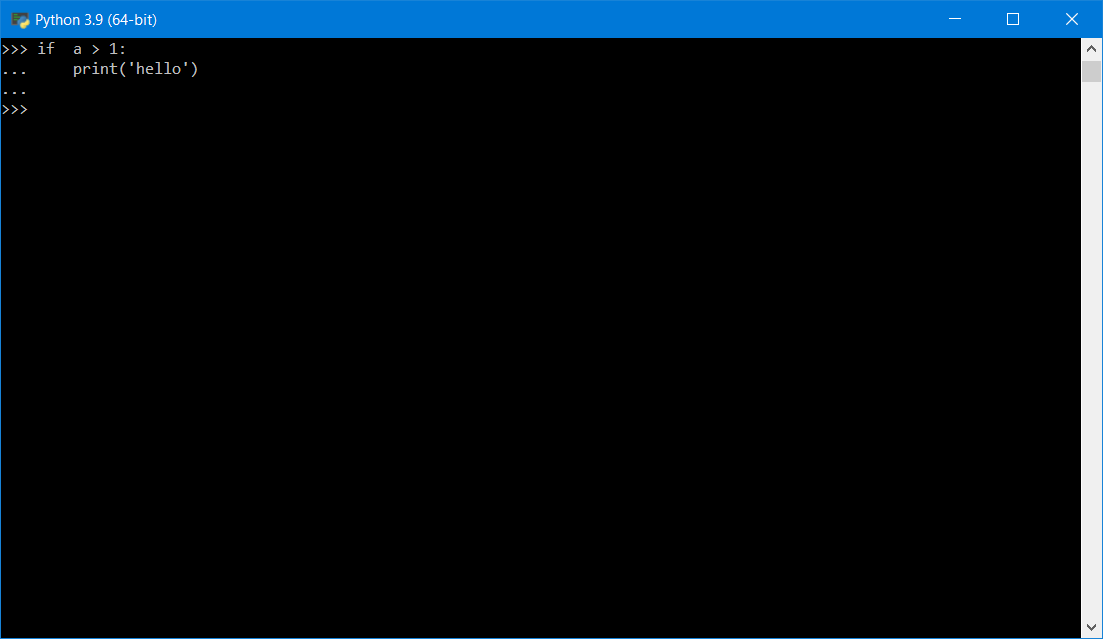 Python 3.9 (64-bit)
>>> if  a > 1:
...     print('hello')
...
>>>